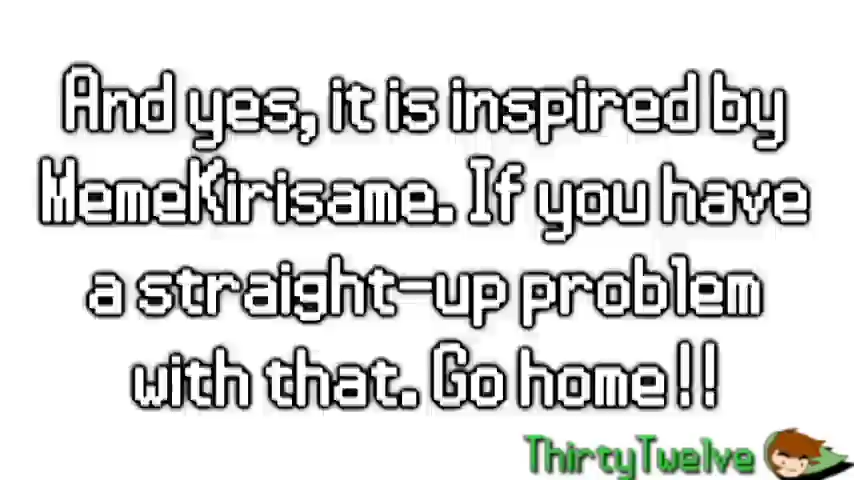 And yes, it is inspired by
MemeKirisame. If you have
a straight-up problem
with that. Go home!!
ThirtyTwelve